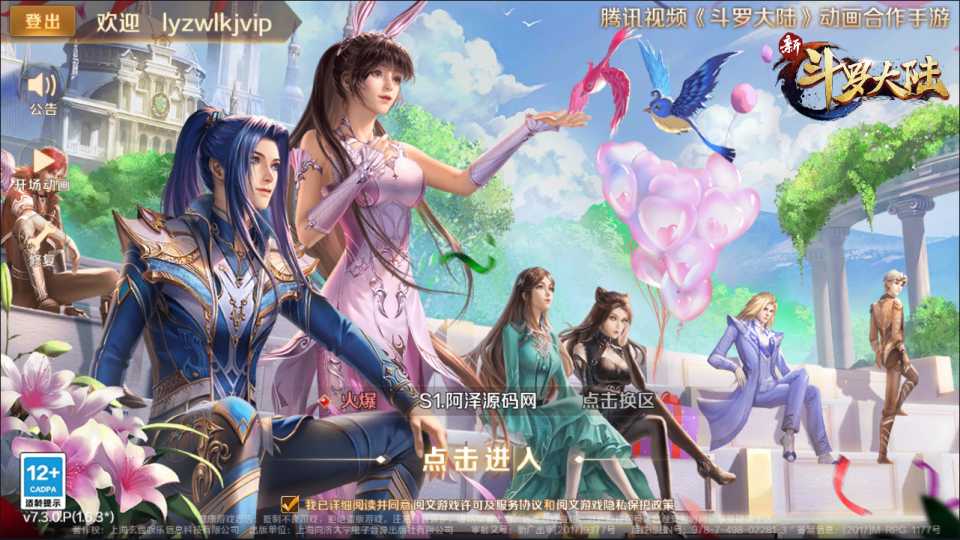 登出 欢迎 lyzwlkjvip
腾讯视频《斗罗大陆》动画合作手游
新
斗罗大陆
公告
开场动画
修复
火爆 S1.阿泽源码网 点击换区
点击进入
12+
CADPA
适龄提示
我已详细阅读并同意阅文游戏许可及服务协议和阅文游戏隐私保护政策
v7.3.0.P(1.6.3*)